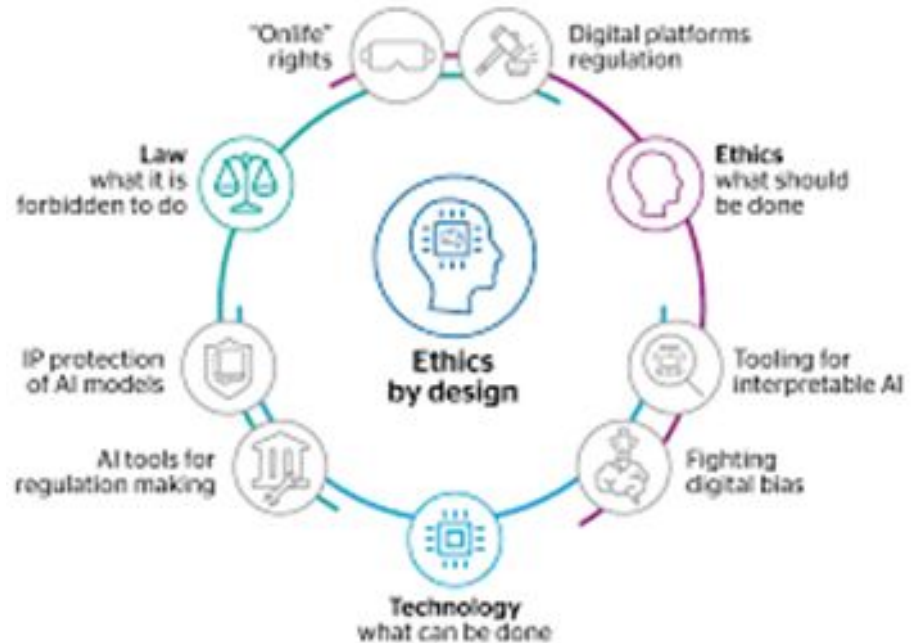 "Onlife"
rights
Digital platforms
regulation
Law
what it is
forbidden to do
Ethics
what should
be done
Ethics
by design
IP protection
of AI models
Tooling for
interpretable AI
AI tools for
regulation making
Fighting
digital bias
Technology
what can be done